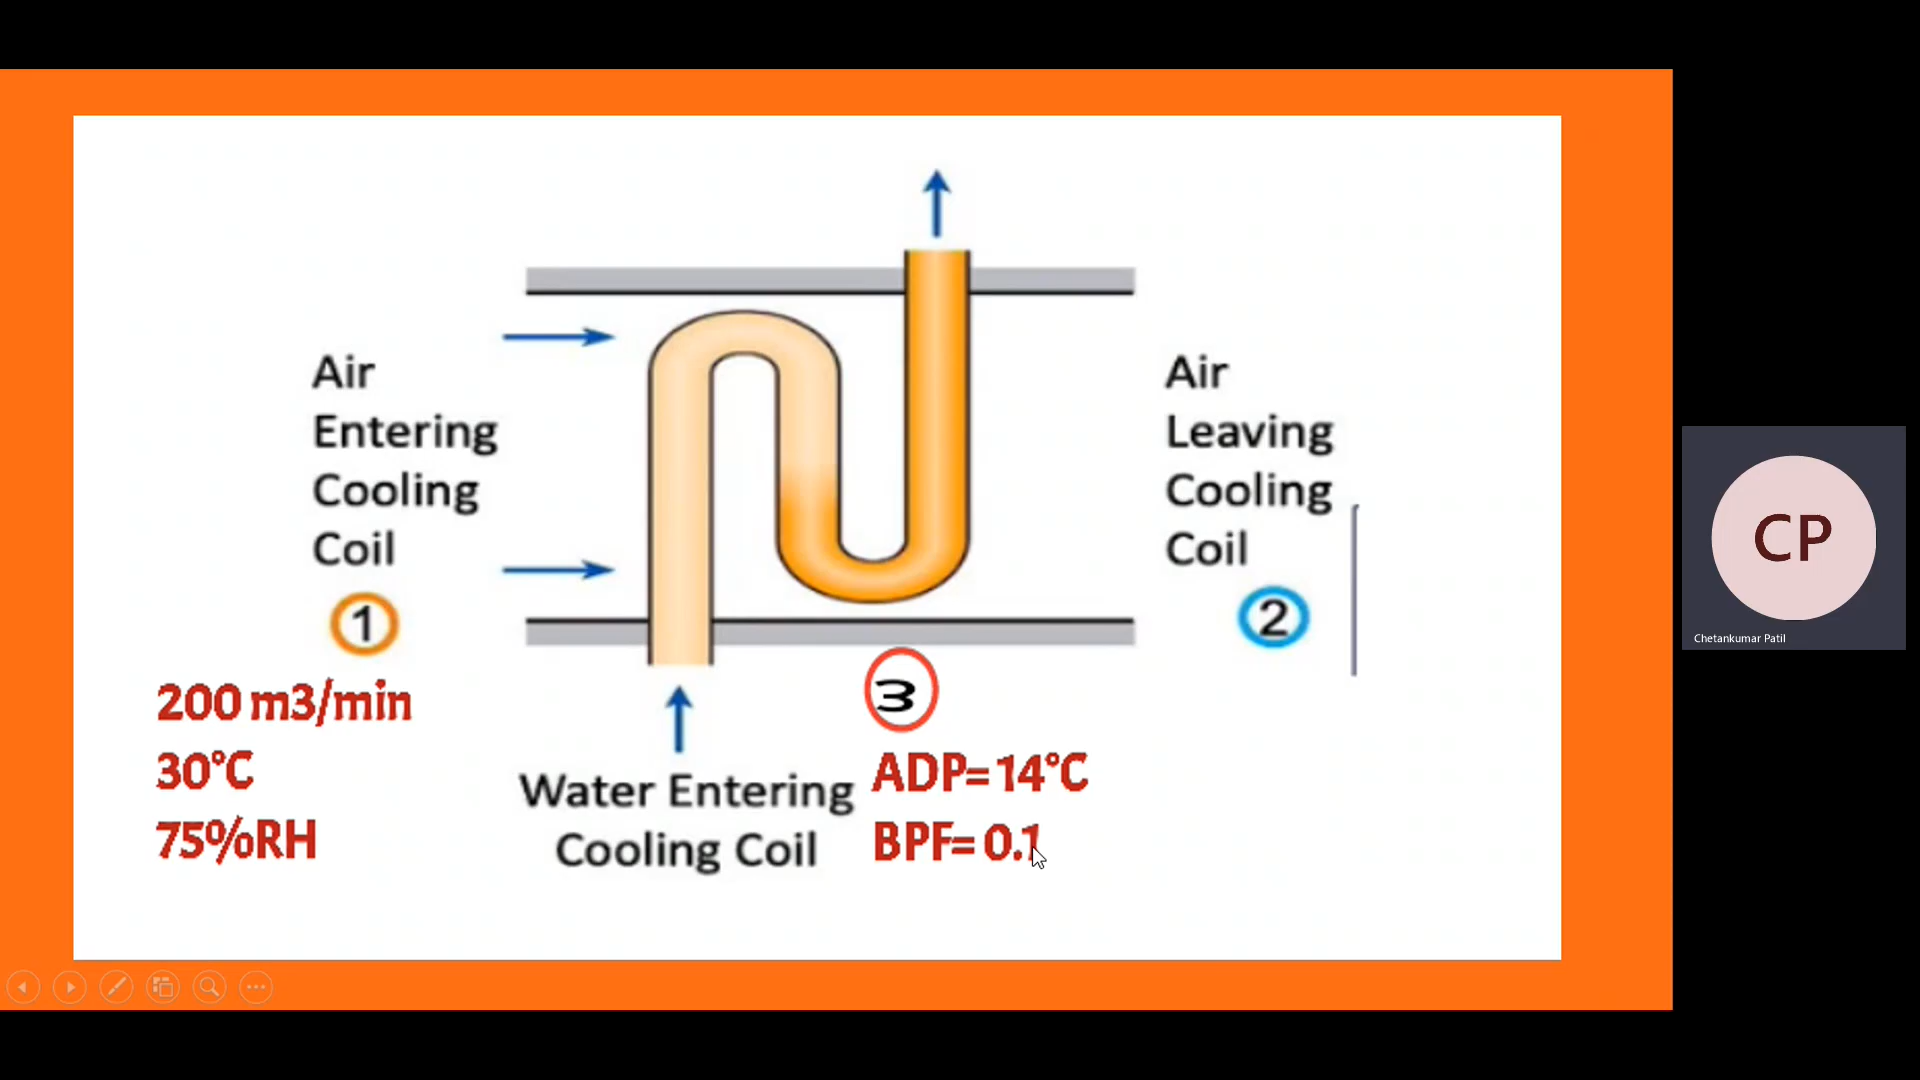 Air
Entering
Cooling
Coil
1
200 m3/min
30°C
75%RH
Water Entering
Cooling Coil
3
ADP= 14°C
BPF= 0.1
Air
Leaving
Cooling
Coil
2
CP
Chetankumar Patil